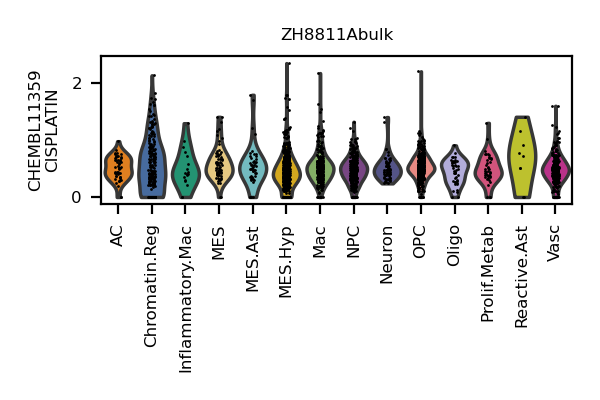 ZH8811Abulk
CHEMBL11359
CISPLATIN
2
0
AC
Chromatin.Reg
Inflammatory.Mac
MES
MES.Ast
MES.Hyp
Mac
NPC
Neuron
OPC
Oligo
Prolif.Metab
Reactive.Ast
Vasc